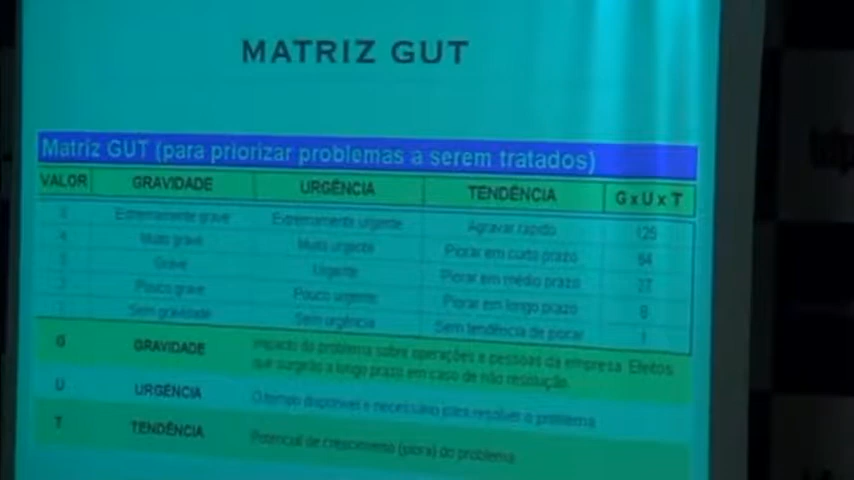 MATRIZ GUT
Matriz GUT (para priorizar problemas a serem tratados)
VALOR GRAVIDADE URGÊNCIA TENDÊNCIA G x U x T
Extremamente grave Extremamente urgente Agravar rápido 125
4 Muito grave Muito urgente Piorar em curto prazo 64
Grave Urgente Piorar em médio prazo 27
Pouco grave Pouco urgente Piorar em longo prazo 8
Sem gravidade Sem urgência Sem tendência de piorar 1
G GRAVIDADE Impacto do problema sobre operações e pessoas da empresa Efeitos
que surgirão a longo prazo em caso de não resolução.
U URGÊNCIA O tempo disponível e necessário para resolver o problema
T TENDÊNCIA Potencial de crescimento (piora) do problema